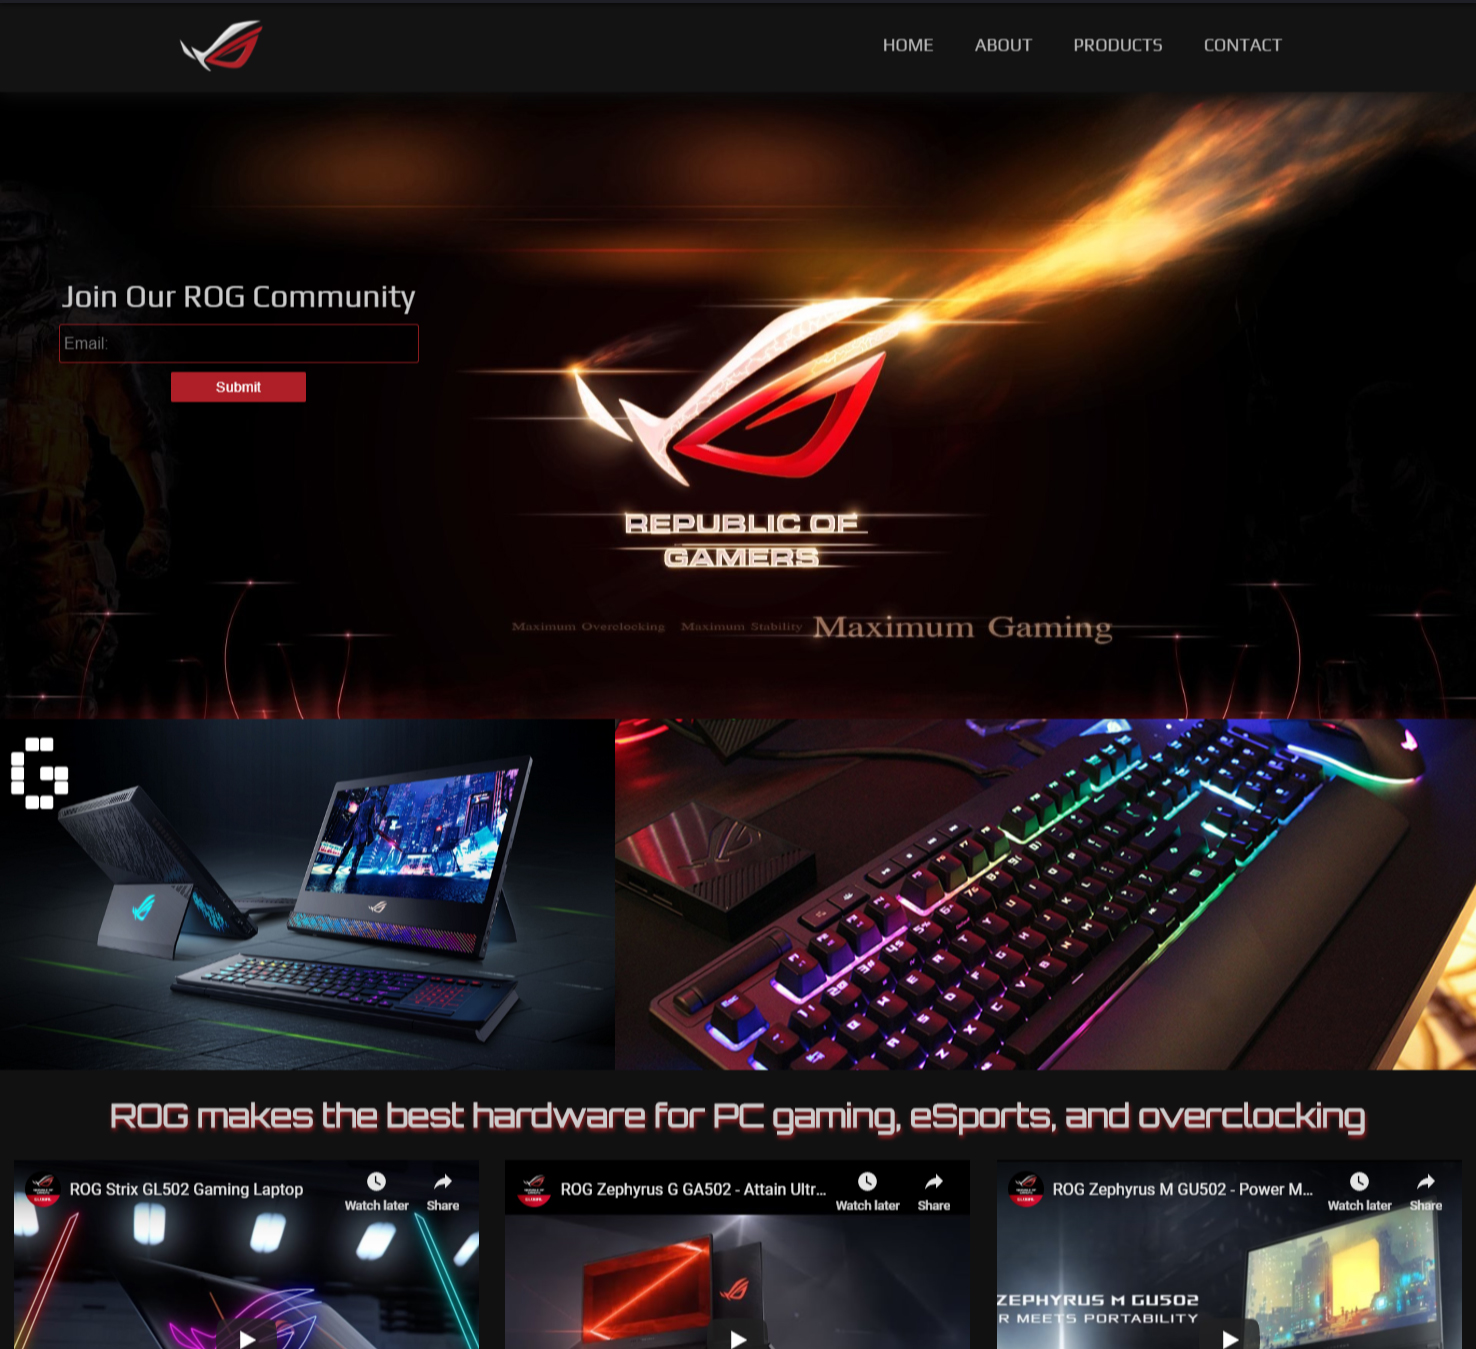 HOME ABOUT PRODUCTS CONTACT
Join Our ROG Community
Email:
Submit
REPUBLIC OF
GAMERS
Maximum Overclocking Maximum Stability Maximum Gaming
G
ROG makes the best hardware for PC gaming, eSports, and overclocking
ROG Strix GL502 Gaming Laptop
Watch later Share
ROG Zephyrus G GA502 - Attain Ultr...
Watch later Share
ROG Zephyrus M GU502 - Power M...
Watch later Share
ZEPHYRUS M GU502
R MEETS PORTABILITY